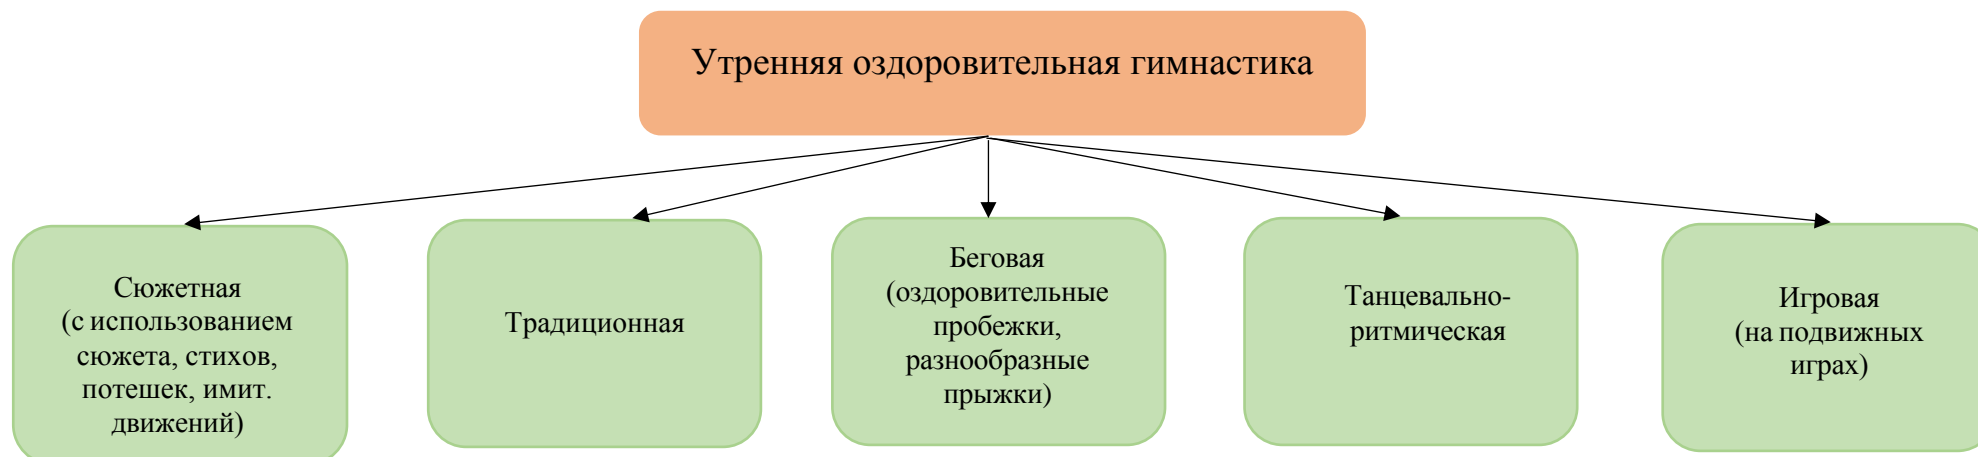 Утренняя оздоровительная гимнастика
Сюжетная
(с использованием
сюжета, стихов,
потешек, имит.
движений)
Традиционная
Беговая
(оздоровительные
пробежки,
разнообразные
прыжки)
Танцевально-
ритмическая
Игровая
(на подвижных
играх)